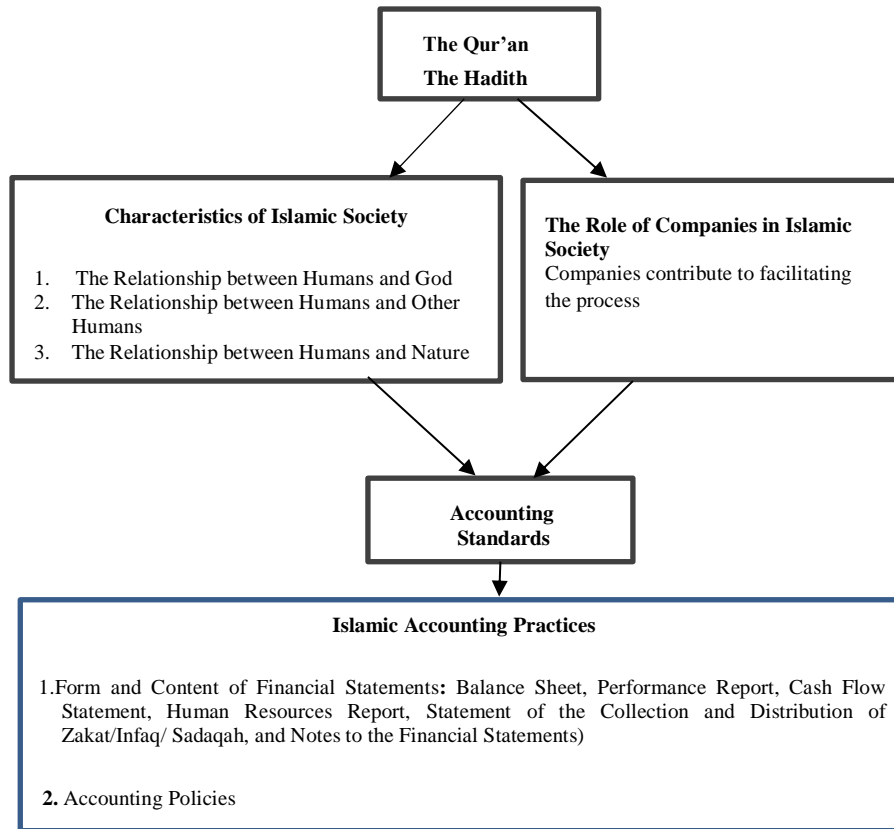 The Qur’an
The Hadith
Characteristics of Islamic Society
1. The Relationship between Humans and God
2. The Relationship between Humans and Other
Humans
3. The Relationship between Humans and Nature
The Role of Companies in Islamic
Society
Companies contribute to facilitating
the process
Accounting
Standards
Islamic Accounting Practices
1.Form and Content of Financial Statements: Balance Sheet, Performance Report, Cash Flow
Statement, Human Resources Report, Statement of the Collection and Distribution of
Zakat/Infaq/ Sadaqah, and Notes to the Financial Statements)
2. Accounting Policies